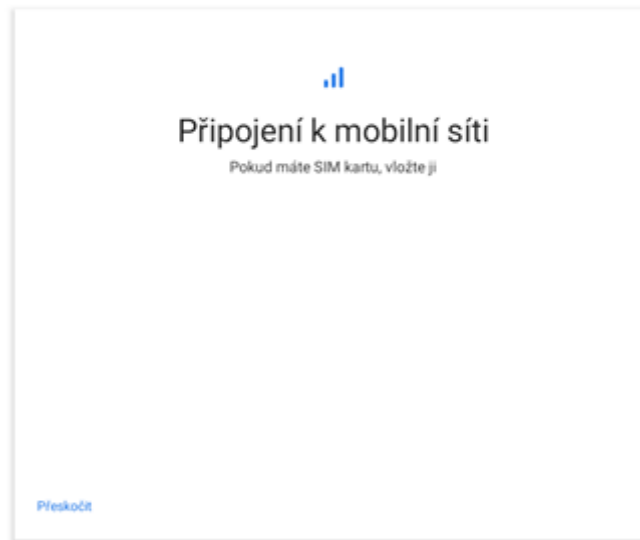 Připojení k mobilní síti
Pokud máte SIM kartu, vložte ji
Přeskočit